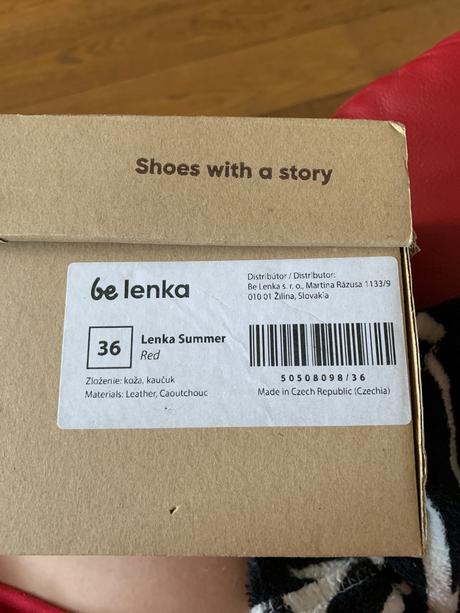 Shoes with a story
be lenka
Distribútor / Distributor:
Be Lenka s. r. o., Martina Rázusa 1133/9
010 01 Žilina, Slovakia
36
Lenka Summer
Red
50508098/36
Zloženie: koža, kaučuk
Materials: Leather, Caoutchouc
Made in Czech Republic (Czechia)